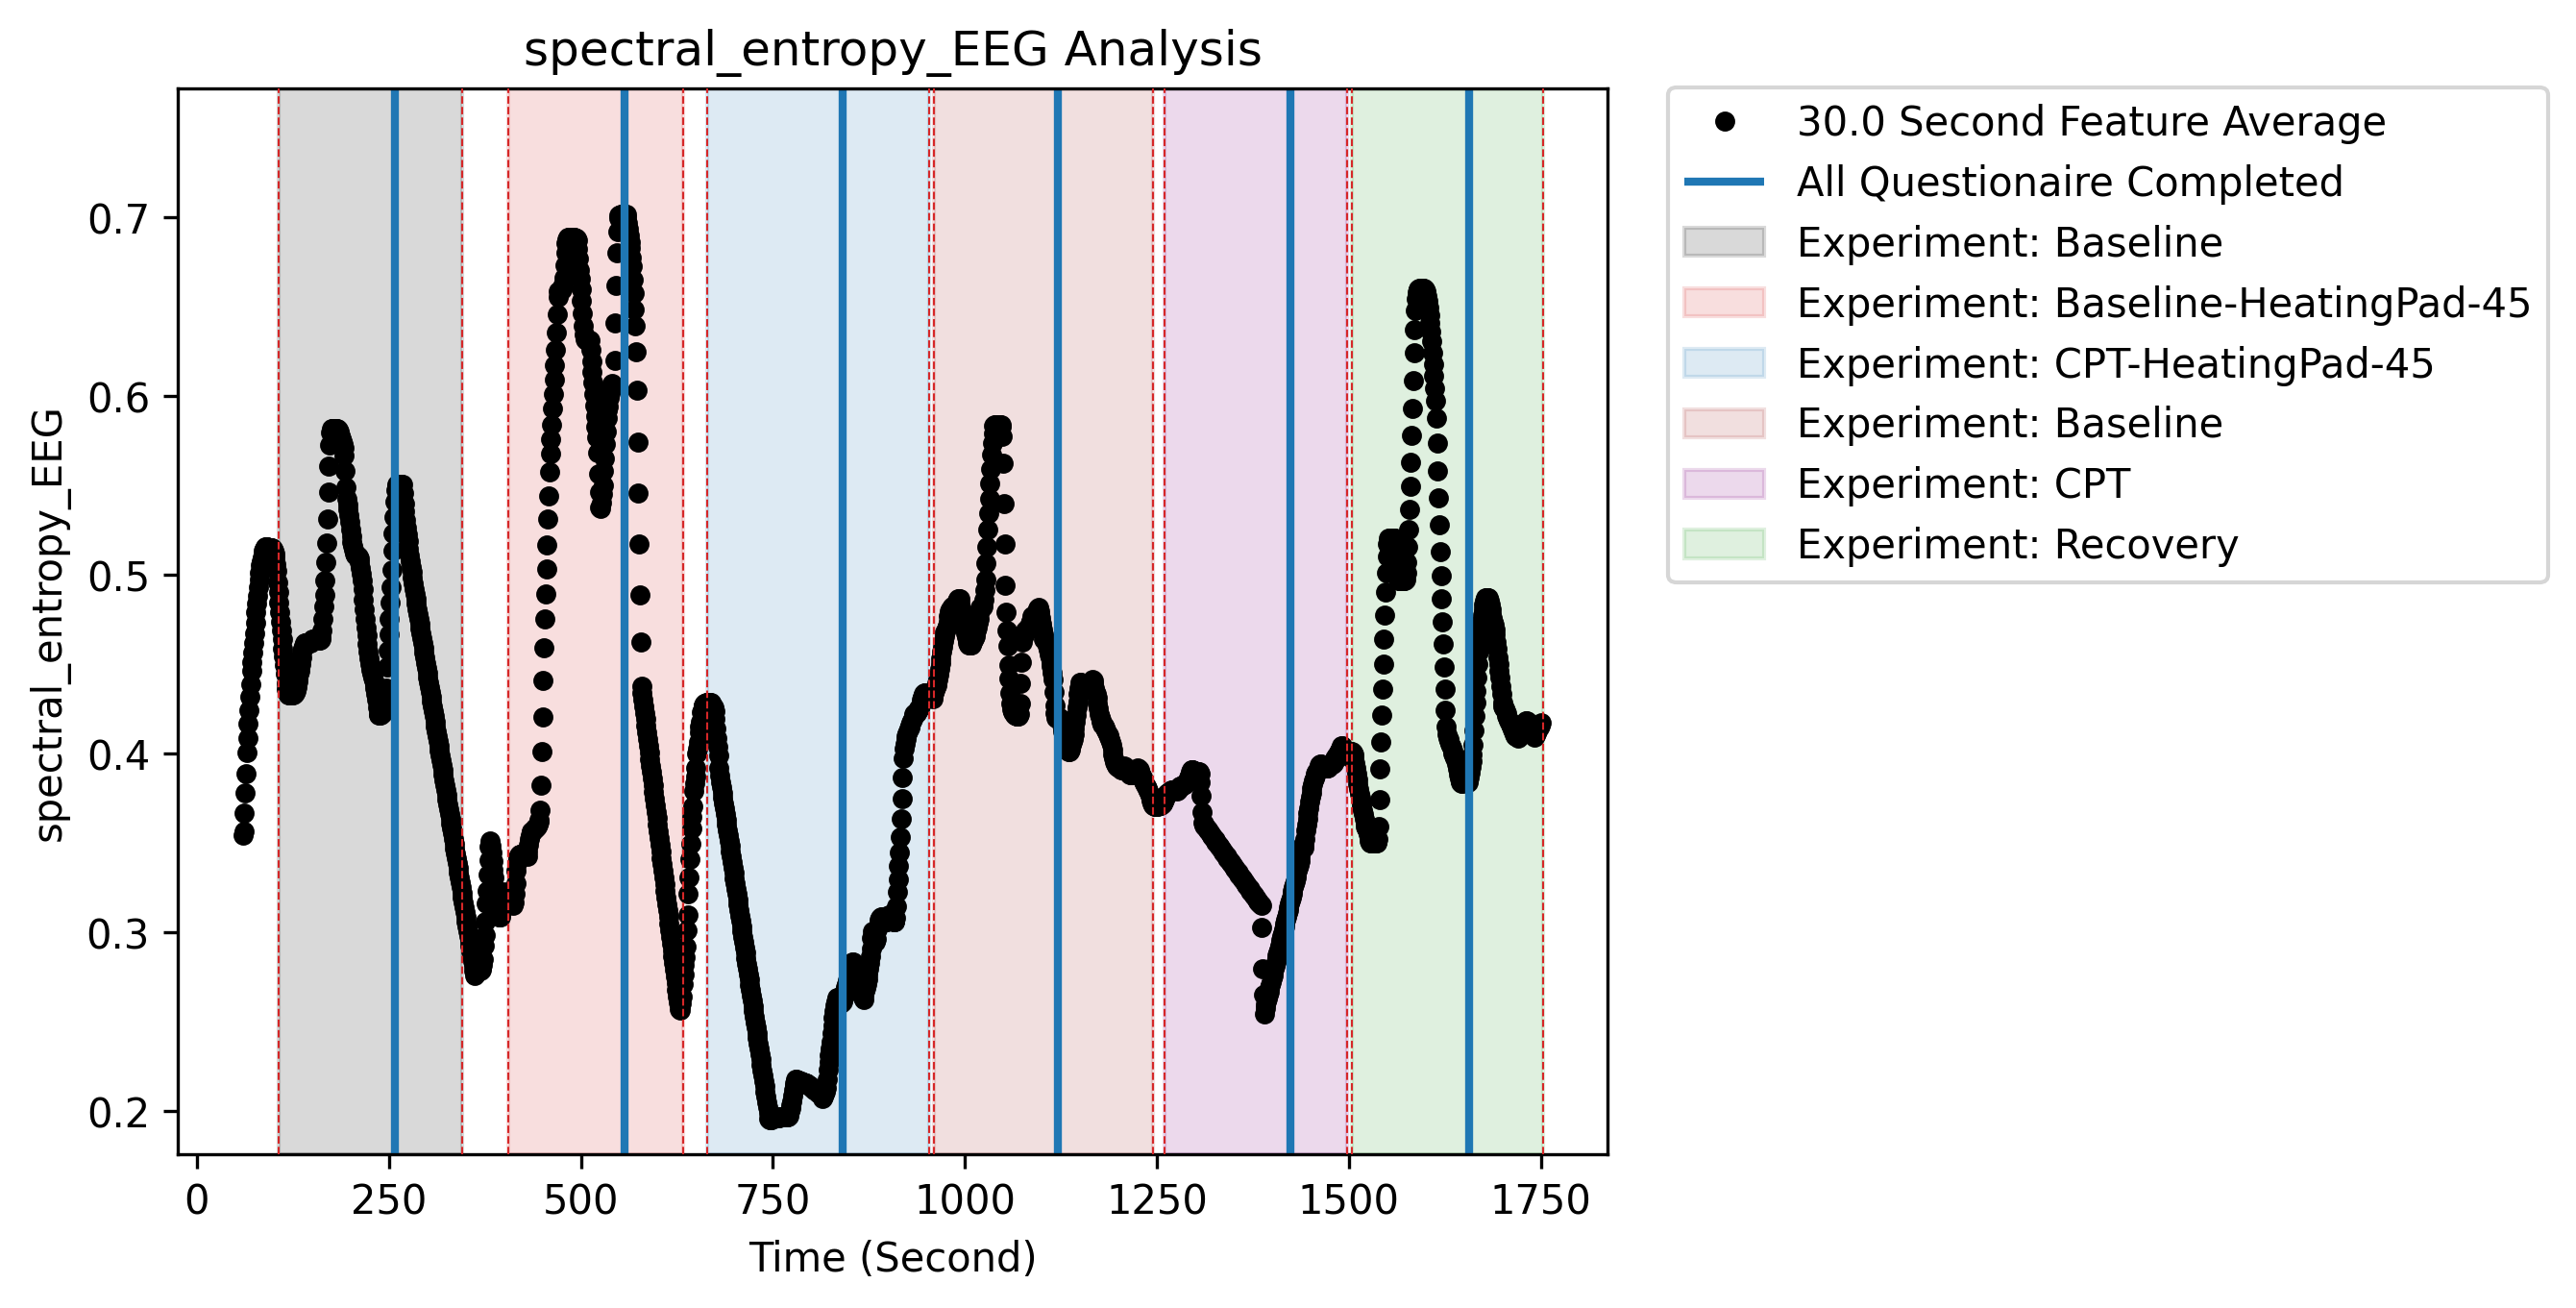 spectral_entropy_EEG Analysis
30.0 Second Feature Average
All Questionaire Completed
Experiment: Baseline
Experiment: Baseline-HeatingPad-45
Experiment: CPT-HeatingPad-45
Experiment: Baseline
Experiment: CPT
Experiment: Recovery
spectral_entropy_EEG
0.7
0.6
0.5
0.4
0.3
0.2
0 250 500 750 1000 1250 1500 1750
Time (Second)